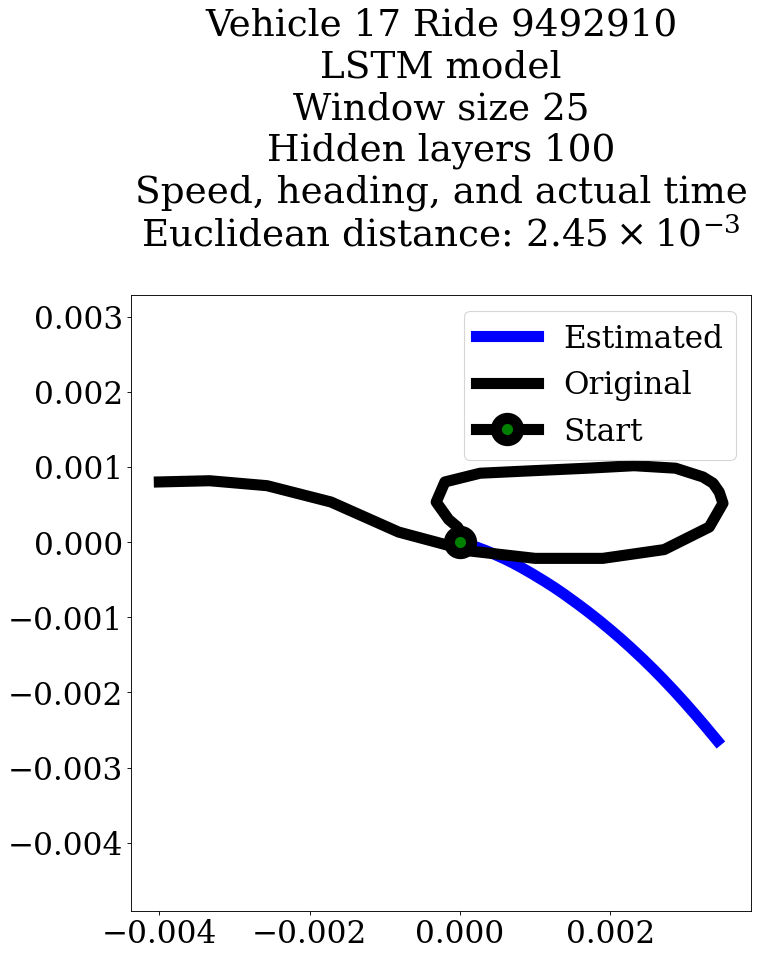 Vehicle 17 Ride 9492910
LSTM model
Window size 25
Hidden layers 100
Speed, heading, and actual time
Euclidean distance: 2.45 × 10⁻³
Estimated
Original
Start
0.003
0.002
0.001
0.000
−0.001
−0.002
−0.003
−0.004
−0.004 −0.002 0.000 0.002